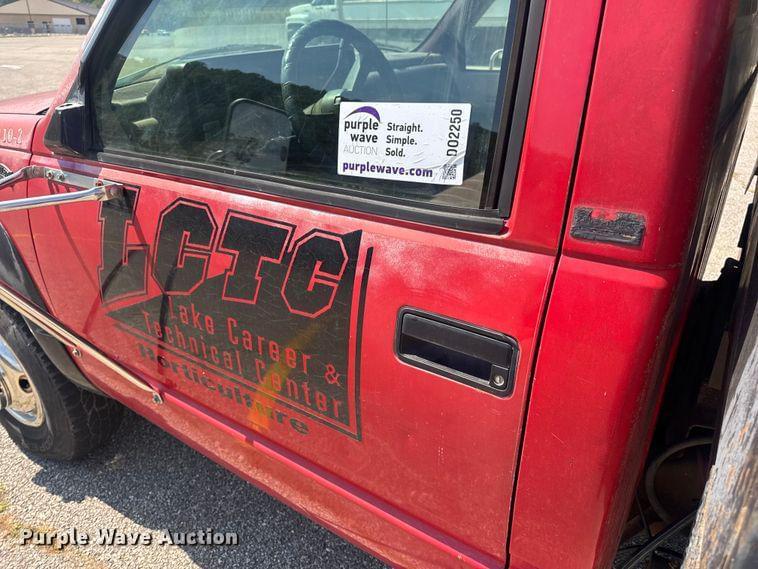 purple
wave
AUCTION
Straight.
Simple.
Sold.
purplewave.com
DO2250
10-2
LCTC
Lake Career &
Technical Center
Horticulture
Purple Wave Auction